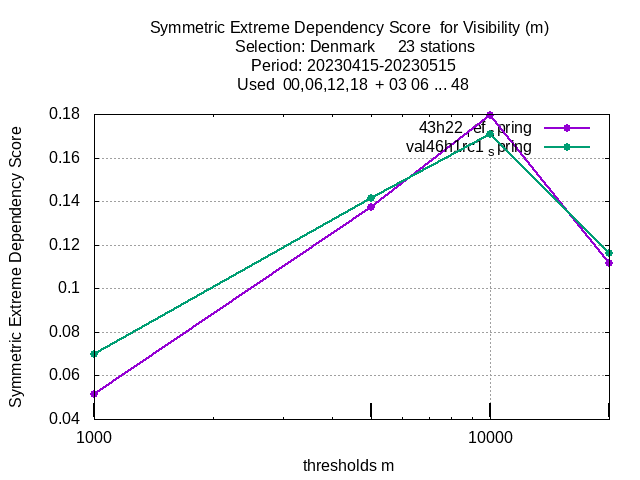 Symmetric Extreme Dependency Score for Visibility (m)
Selection: Denmark 23 stations
Period: 20230415-20230515
Used 00,06,12,18 + 03 06 ... 48
Symmetric Extreme Dependency Score
0.18
0.16
0.14
0.12
0.1
0.08
0.06
0.04
1000
10000
thresholds m
val46h1rc1 spring